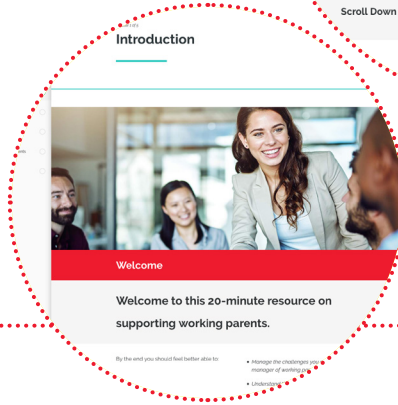 Scroll Down
Introduction
Welcome
Welcome to this 20-minute resource on
supporting working parents.
By the end you should feel better able to:
• Manage the challenges you
manager of working
• Understand